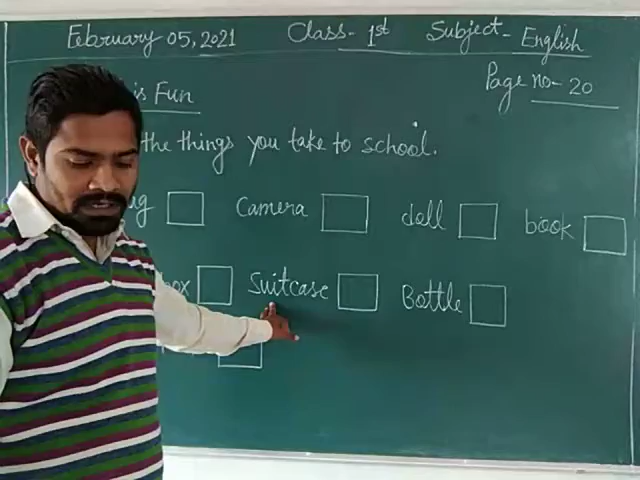 February 05, 2021 Class- 1st Subject- English
Page no- 20
is Fun
the things you take to school.
Camera doll book
Suitcase Bottle